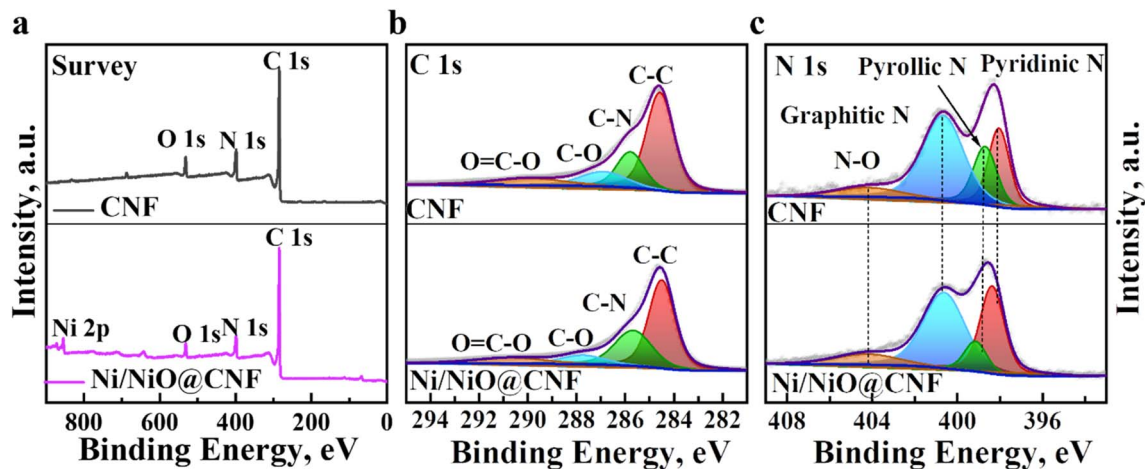 a
Survey
C 1s
O 1s
N 1s
CNF
C 1s
Ni 2p
O 1s
N 1s
Ni/NiO@CNF
Intensity, a.u.
800 600 400 200 0
Binding Energy, eV
b
C 1s
C-C
C-N
C-O
O=C-O
CNF
C-C
C-N
C-O
O=C-O
Ni/NiO@CNF
295 294 292 290 288 286 284 282
Binding Energy, eV
c
N 1s
Pyrollic N
Pyridinic N
Graphitic N
N-O
CNF
Ni/NiO@CNF
408 404 400 396
Binding Energy, eV
Intensity, a.u.